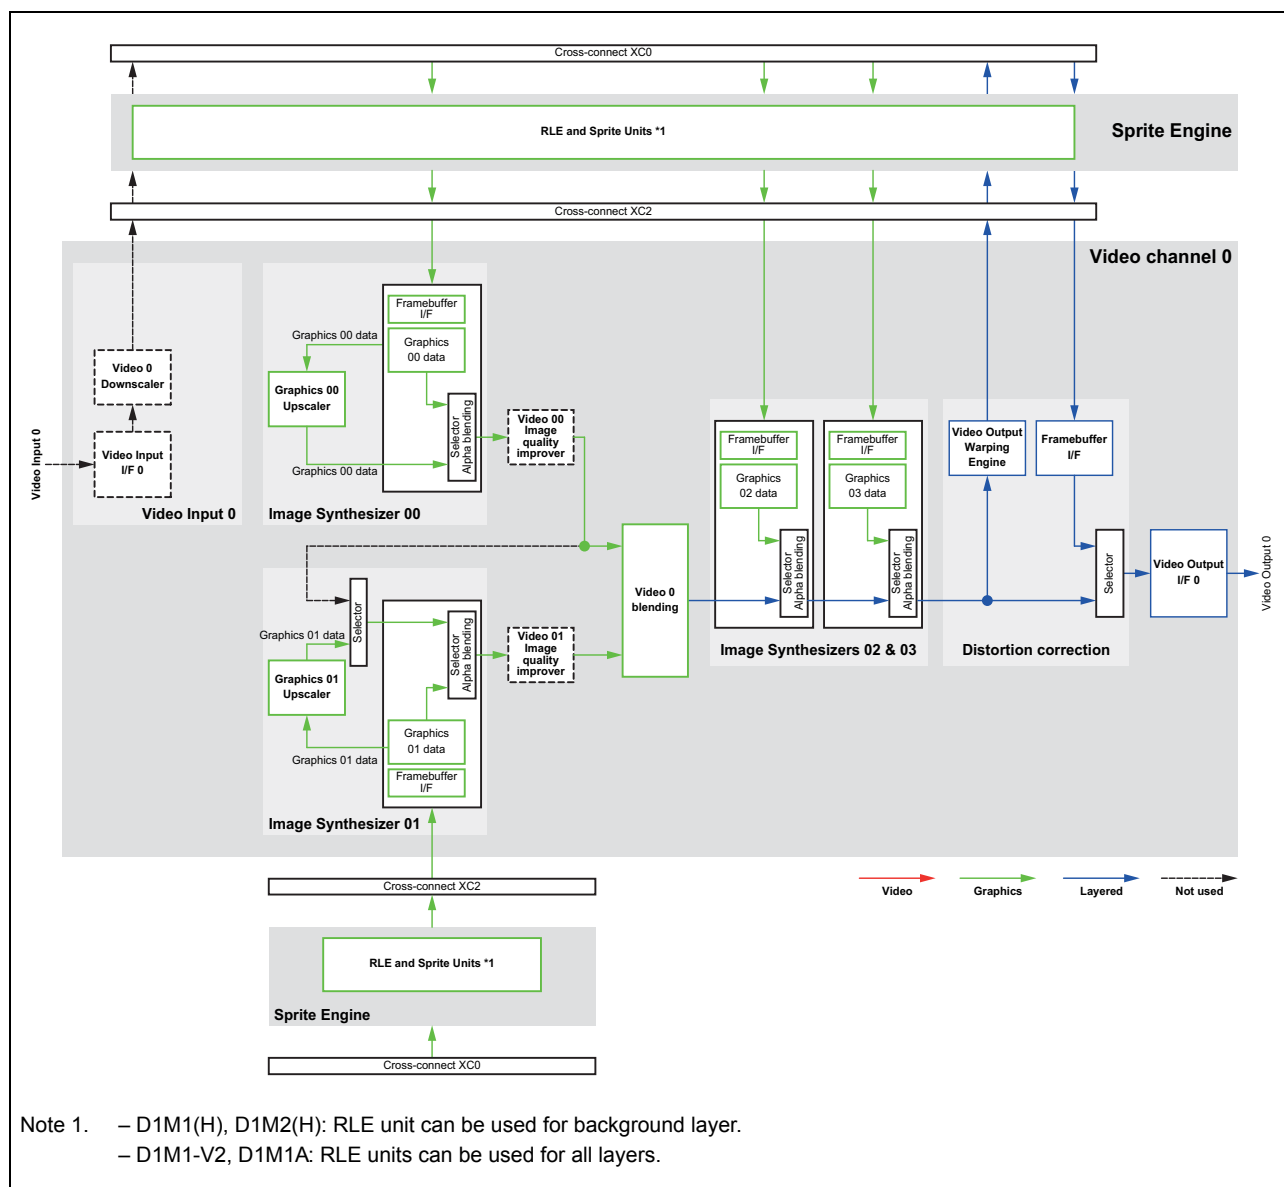 Cross-connect XC0
RLE and Sprite Units *1
Sprite Engine
Cross-connect XC2
Video channel 0
Framebuffer
I/F
Graphics 00 data
Graphics
00 data
Video 0
Downscaler
Graphics 00
Upscaler
Selector
Alpha blending
Video 00
Image
quality
improver
Video Input 0
Video Input
I/F 0
Graphics 00 data
Video Input 0
Image Synthesizer 00
Framebuffer
I/F
Graphics
02 data
Selector
Alpha blending
Framebuffer
I/F
Graphics
03 data
Selector
Alpha blending
Video Output
Warping
Engine
Framebuffer
I/F
Selector
Video Output
I/F 0
Video Output 0
Video 0
blending
Selector
Graphics 01 data
Selector
Alpha blending
Video 01
Image
quality
improver
Image Synthesizers 02 & 03
Distortion correction
Graphics 01
Upscaler
Graphics
01 data
Graphics 01 data
Framebuffer
I/F
Image Synthesizer 01
Cross-connect XC2
Video
Graphics
Layered
Not used
RLE and Sprite Units *1
Sprite Engine
Cross-connect XC0
Note 1. – D1M1(H), D1M2(H): RLE unit can be used for background layer.
– D1M1-V2, D1M1A: RLE units can be used for all layers.